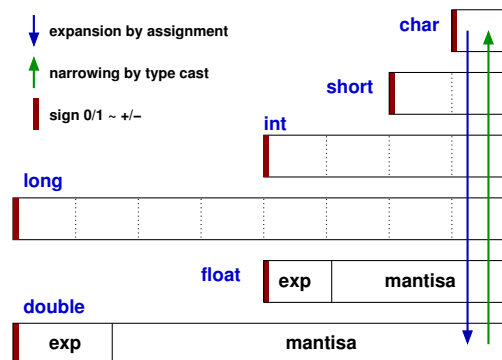 expansion by assignment
char
narrowing by type cast
short
sign 0/1 ~ +/−
int
long
float
exp
mantisa
double
exp
mantisa